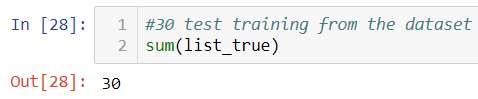 In [28]: 1 #30 test training from the dataset
2 sum(list_true)
Out[28]: 30